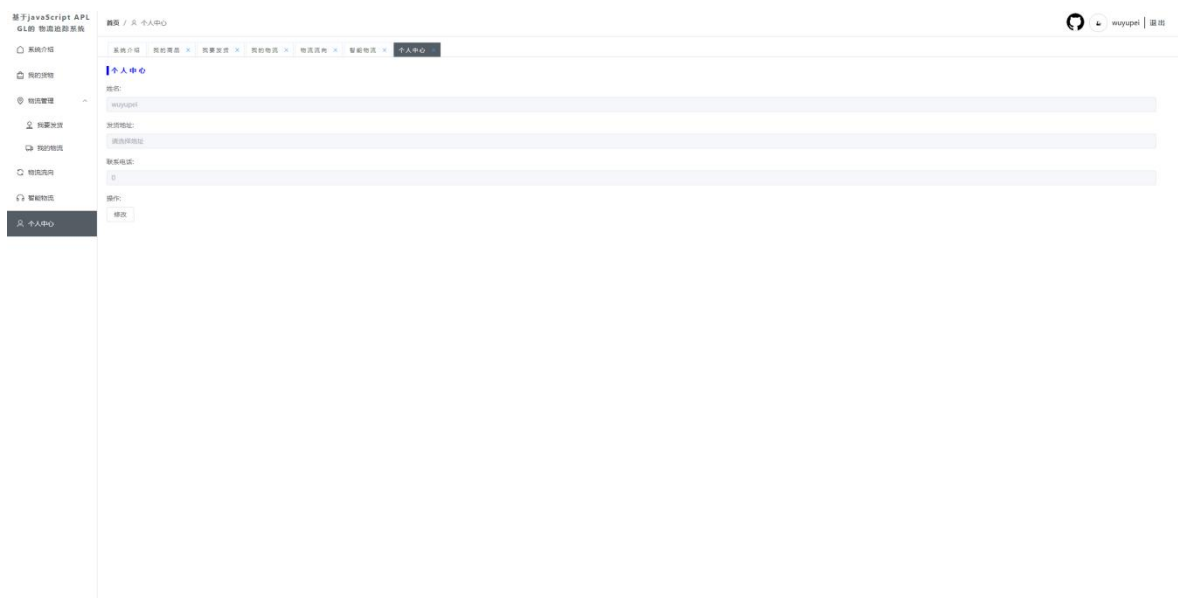 基于javaScript APL
GL的 物流追踪系统
系统介绍
我的货物
物流管理
我要发货
我的物流
物流流向
智能物流
个人中心
首页 / 个人中心
wuyupei | 退出
系统介绍 我的商品 × 我要发货 × 我的物流 × 物流流向 × 智能物流 × 个人中心 ×
个人中心
姓名:
wuyupei
发货地址:
请选择地址
联系电话:
操作:
修改